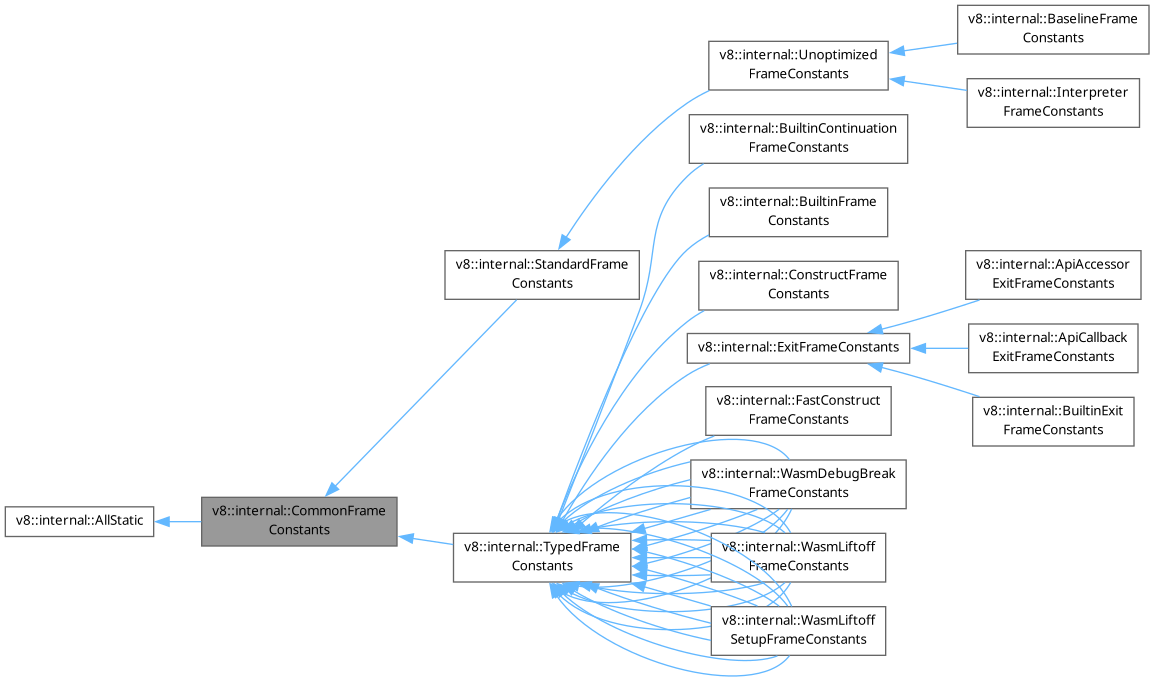 v8::internal::BaselineFrame
Constants
v8::internal::Unoptimized
FrameConstants
v8::internal::Interpreter
FrameConstants
v8::internal::BuiltinContinuation
FrameConstants
v8::internal::BuiltinFrame
Constants
v8::internal::StandardFrame
Constants
v8::internal::ConstructFrame
Constants
v8::internal::ApiAccessor
ExitFrameConstants
v8::internal::ExitFrameConstants
v8::internal::ApiCallback
ExitFrameConstants
v8::internal::FastConstruct
FrameConstants
v8::internal::BuiltinExit
FrameConstants
v8::internal::WasmDebugBreak
FrameConstants
v8::internal::AllStatic
v8::internal::CommonFrame
Constants
v8::internal::TypedFrame
Constants
v8::internal::WasmLiftoff
FrameConstants
v8::internal::WasmLiftoff
SetupFrameConstants